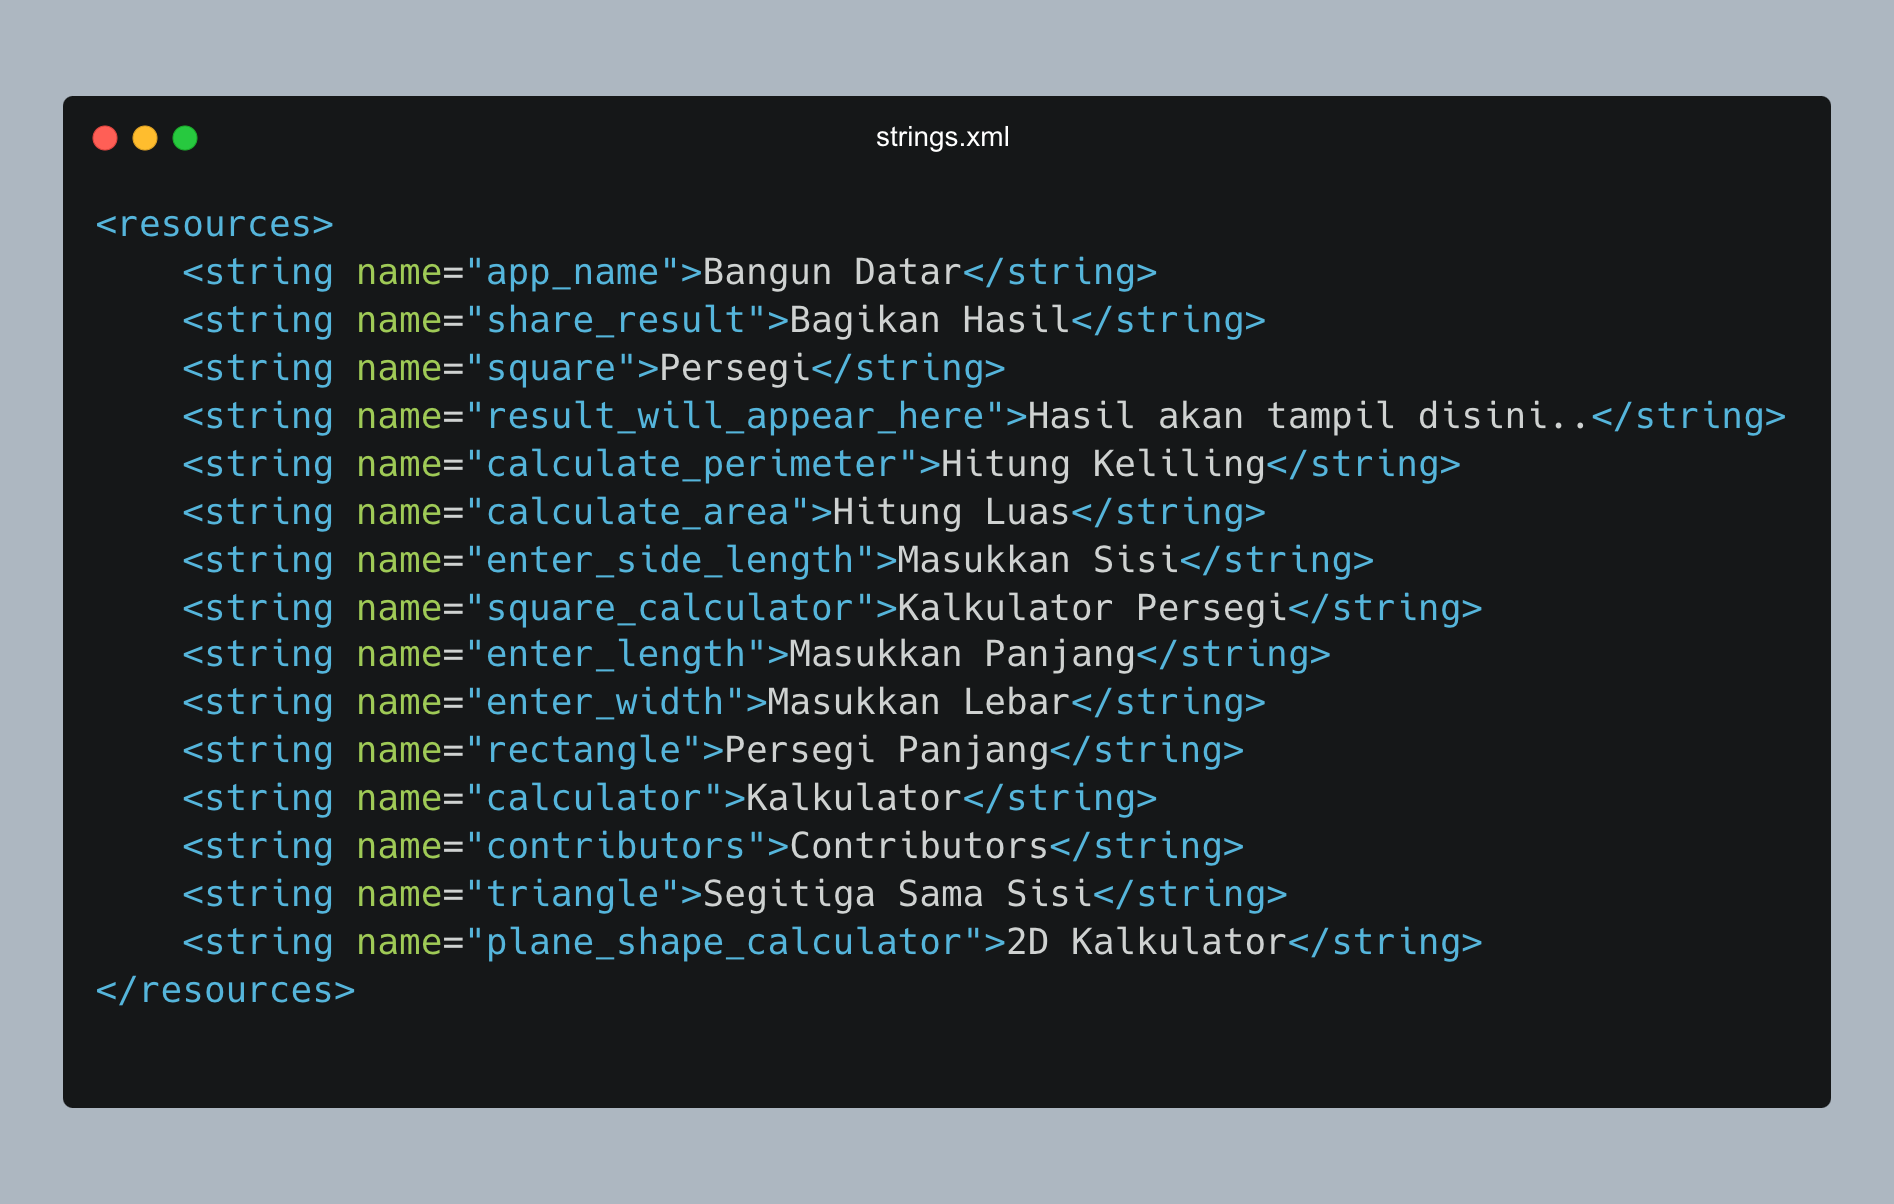 strings.xml
<resources>
    <string name="app_name">Bangun Datar</string>
    <string name="share_result">Bagikan Hasil</string>
    <string name="square">Persegi</string>
    <string name="result_will_appear_here">Hasil akan tampil disini..</string>
    <string name="calculate_perimeter">Hitung Keliling</string>
    <string name="calculate_area">Hitung Luas</string>
    <string name="enter_side_length">Masukkan Sisi</string>
    <string name="square_calculator">Kalkulator Persegi</string>
    <string name="enter_length">Masukkan Panjang</string>
    <string name="enter_width">Masukkan Lebar</string>
    <string name="rectangle">Persegi Panjang</string>
    <string name="calculator">Kalkulator</string>
    <string name="contributors">Contributors</string>
    <string name="triangle">Segitiga Sama Sisi</string>
    <string name="plane_shape_calculator">2D Kalkulator</string>
</resources>